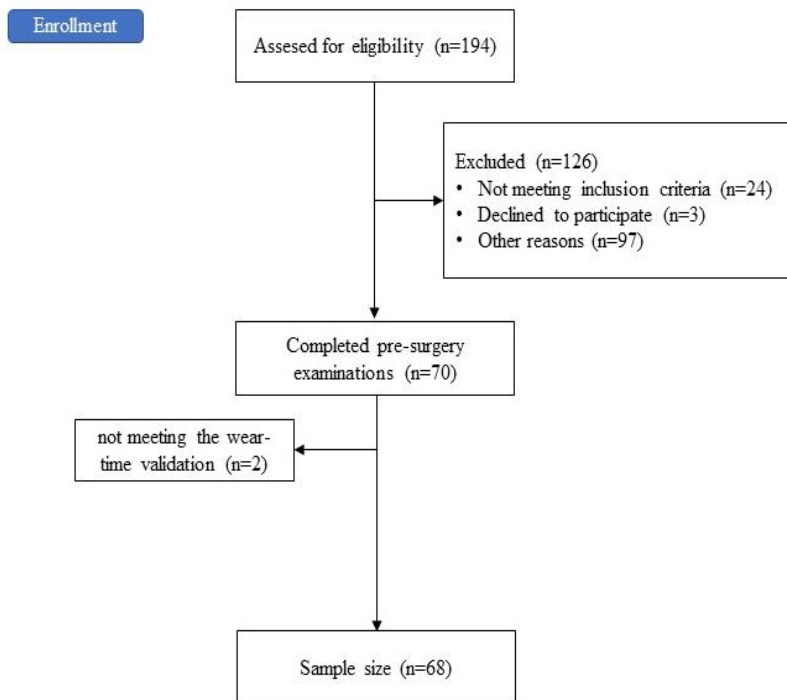 Enrollment
Assesed for eligibility (n=194)
Excluded (n=126)
• Not meeting inclusion criteria (n=24)
• Declined to participate (n=3)
• Other reasons (n=97)
Completed pre-surgery
examinations (n=70)
not meeting the wear-
time validation (n=2)
Sample size (n=68)